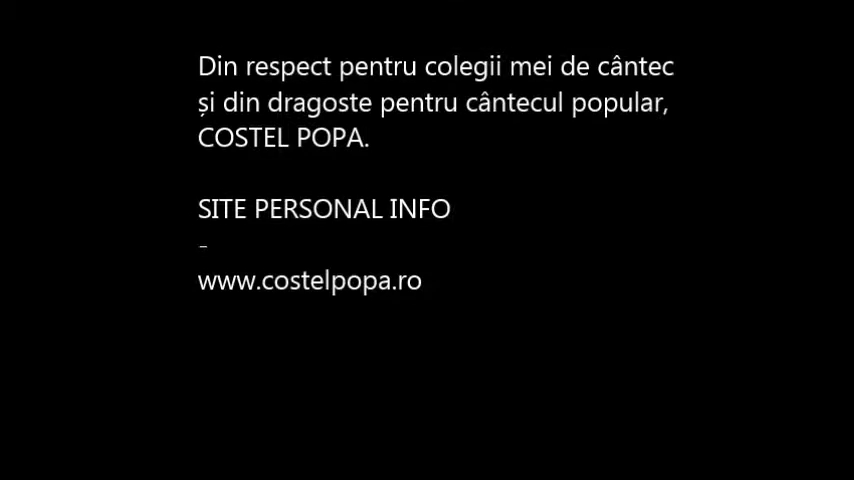 Din respect pentru colegii mei de cântec
și din dragoste pentru cântecul popular,
COSTEL POPA.
SITE PERSONAL INFO
-
www.costelpopa.ro